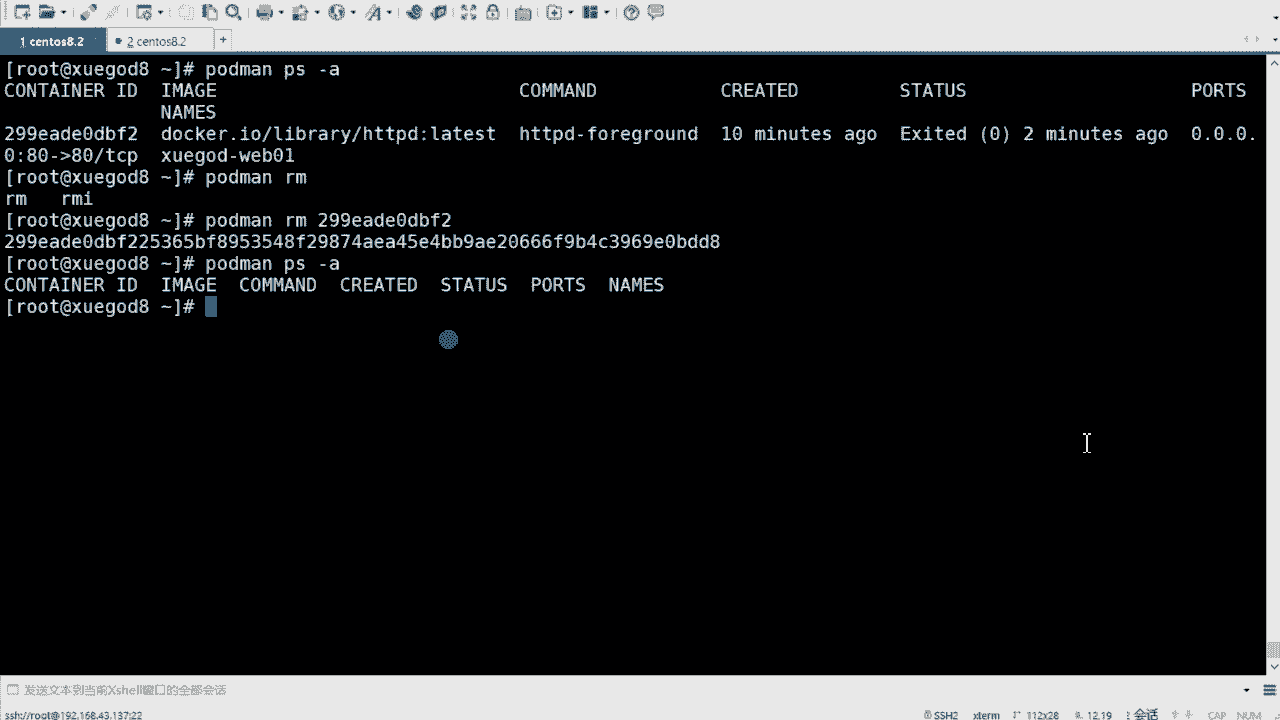 1 centos8.2
2 centos8.2
+
[root@xuegod8 ~]# podman ps -a
CONTAINER ID  IMAGE                           COMMAND           CREATED         STATUS                    PORTS
              NAMES
299eade0dbf2  docker.io/library/httpd:latest  httpd-foreground  10 minutes ago  Exited (0) 2 minutes ago  0.0.0.
0:80->80/tcp  xuegod-web01
[root@xuegod8 ~]# podman rm
rm   rmi
[root@xuegod8 ~]# podman rm 299eade0dbf2
299eade0dbf225365bf8953548f29874aea45e4bb9ae20666f9b4c3969e0bdd8
[root@xuegod8 ~]# podman ps -a
CONTAINER ID  IMAGE  COMMAND  CREATED  STATUS  PORTS  NAMES
[root@xuegod8 ~]#
发送文本到当前Xshell窗口的全部会话
ssh://root@192.168.43.137:22 SSH2 xterm 112x28 12,19 1 会话 CAP NUM